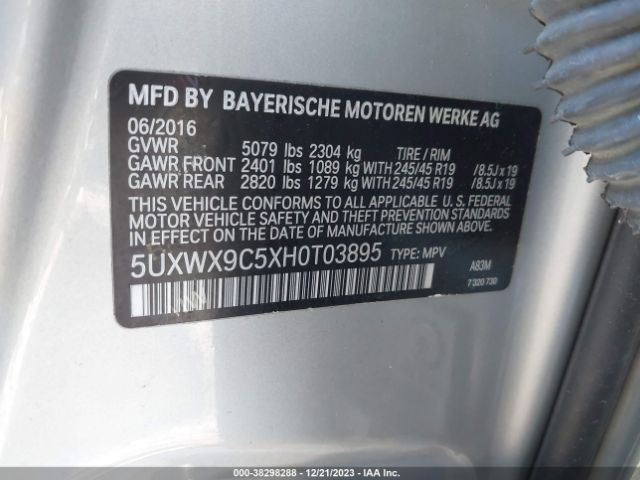 MFD BY BAYERISCHE MOTOREN WERKE AG
06/2016
GVWR 5079 lbs 2304 kg TIRE / RIM
GAWR FRONT 2401 lbs 1089 kg WITH 245/45 R19 / 8.5J x 19
GAWR REAR 2820 lbs 1279 kg WITH 245/45 R19 / 8.5J x 19
THIS VEHICLE CONFORMS TO ALL APPLICABLE U. S. FEDERAL
MOTOR VEHICLE SAFETY AND THEFT PREVENTION STANDARDS
IN EFFECT ON THE DATE OF MANUFACTURE SHOWN ABOVE.
5UXWX9C5XH0T03895 TYPE: MPV
A83M
7 320 730
000-38298288 - 12/21/2023 - IAA Inc.